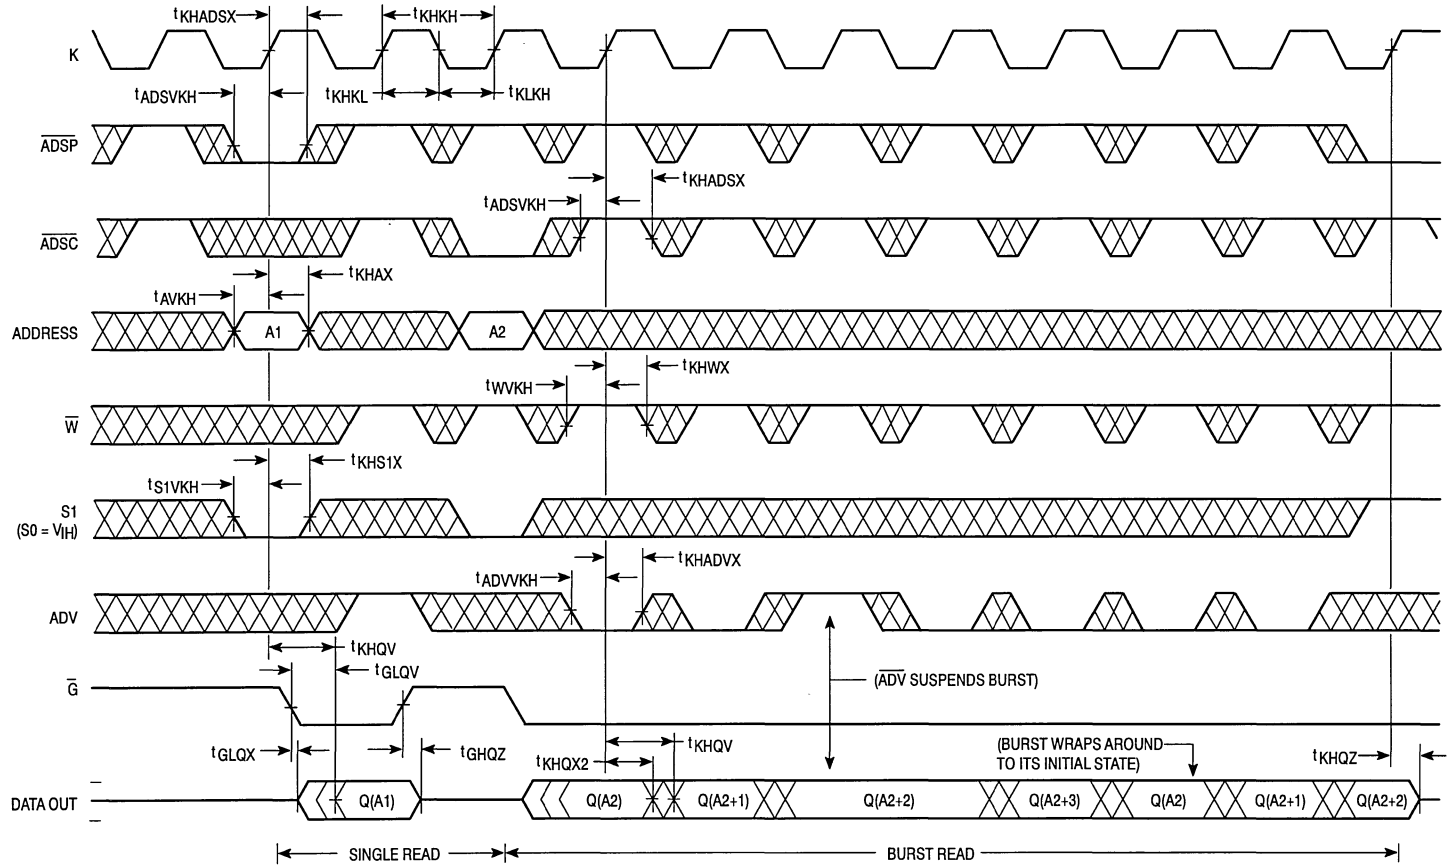 tKHADSX
tKHKH
K
tADSVKH
tKHKL
tKLKH
ADSP
tKHADSX
tADSVKH
ADSC
tKHAX
tAVKH
ADDRESS
A1
A2
tKHWX
tWVKH
W
tKHS1X
tS1VKH
S1
(S0 = VIH)
tKHADVX
tADVVKH
ADV
tKHQV
tGLQV
G
(ADV SUSPENDS BURST)
tGLQX
tGHQZ
tKHQV
tKHQX2
(BURST WRAPS AROUND
TO ITS INITIAL STATE)
tKHQZ
DATA OUT
Q(A1)
Q(A2)
Q(A2+1)
Q(A2+2)
Q(A2+3)
Q(A2)
Q(A2+1)
Q(A2+2)
SINGLE READ
BURST READ